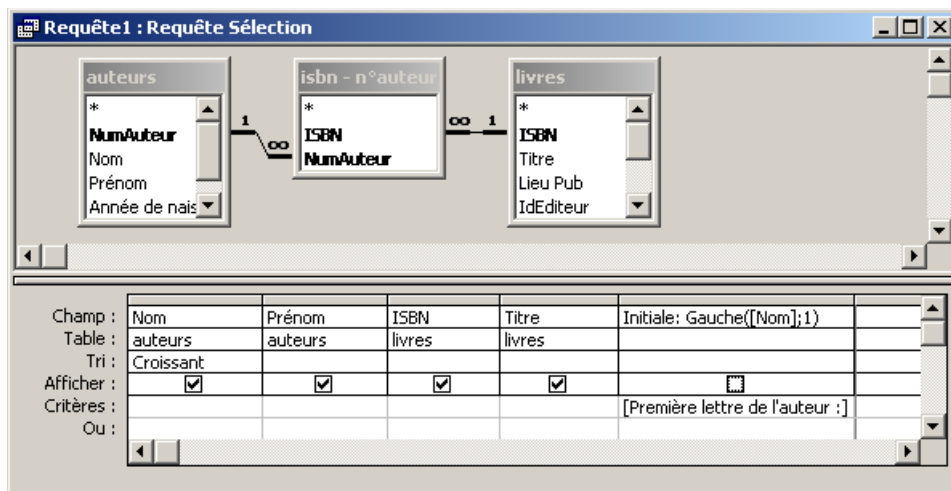 Requête1 : Requête Sélection
auteurs
*
NumAuteur
Nom
Prénom
Année de nais
1
∞
isbn - n°auteur
*
ISBN
NumAuteur
∞ 1
livres
*
ISBN
Titre
Lieu Pub
IdEditeur
Champ : Nom Prénom ISBN Titre Initiale: Gauche([Nom];1)
Table : auteurs auteurs livres livres
Tri : Croissant
Afficher :
Critères : [Première lettre de l'auteur :]
Ou :